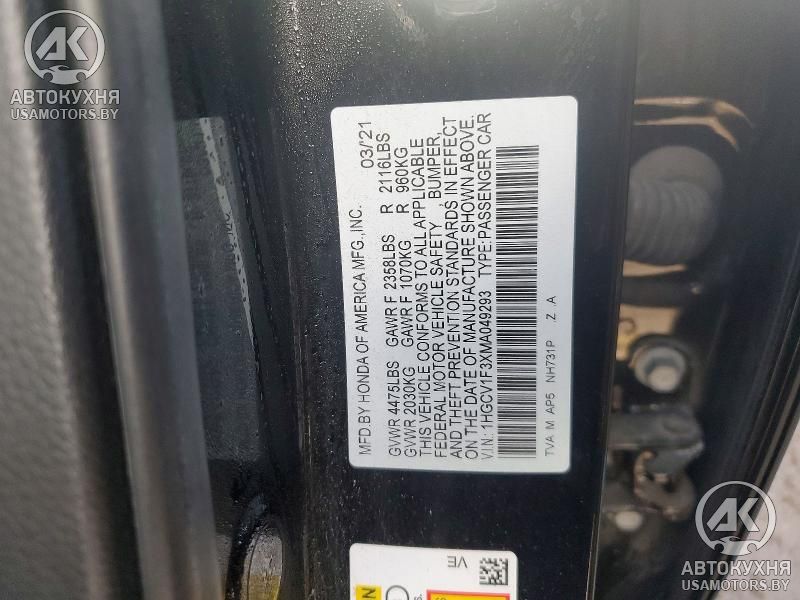 АК
АВТОКУХНЯ
USAMOTORS.BY
MFD.BY HONDA OF AMERICA MFG.,INC. 03/'21
GVWR 4475LBS GAWR F 2358LBS R 2116LBS
GVWR 2030KG GAWR F 1070KG R 960KG
THIS VEHICLE CONFORMS TO ALL APPLICABLE
FEDERAL MOTOR VEHICLE SAFETY , BUMPER,
AND THEFT PREVENTION STANDARDS IN EFFECT
ON THE DATE OF MANUFACTURE SHOWN ABOVE.
V.I.N: 1HGCV1F3XMA049293 TYPE:PASSENGER CAR
TVA M AP5 NH731P Z A
VE
АК
АВТОКУХНЯ
USAMOTORS.BY